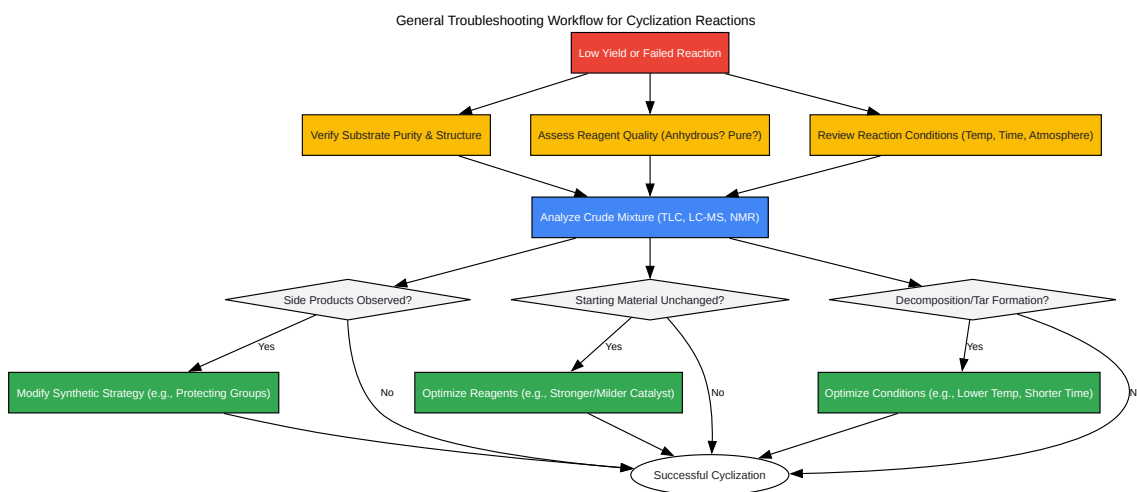 General Troubleshooting Workflow for Cyclization Reactions
Low Yield or Failed Reaction
Verify Substrate Purity & Structure
Assess Reagent Quality (Anhydrous? Pure?)
Review Reaction Conditions (Temp, Time, Atmosphere)
Analyze Crude Mixture (TLC, LC-MS, NMR)
Side Products Observed?
Starting Material Unchanged?
Decomposition/Tar Formation?
Yes
Yes
Yes
Modify Synthetic Strategy (e.g., Protecting Groups)
No
Optimize Reagents (e.g., Stronger/Milder Catalyst)
No
Optimize Conditions (e.g., Lower Temp, Shorter Time)
Successful Cyclization